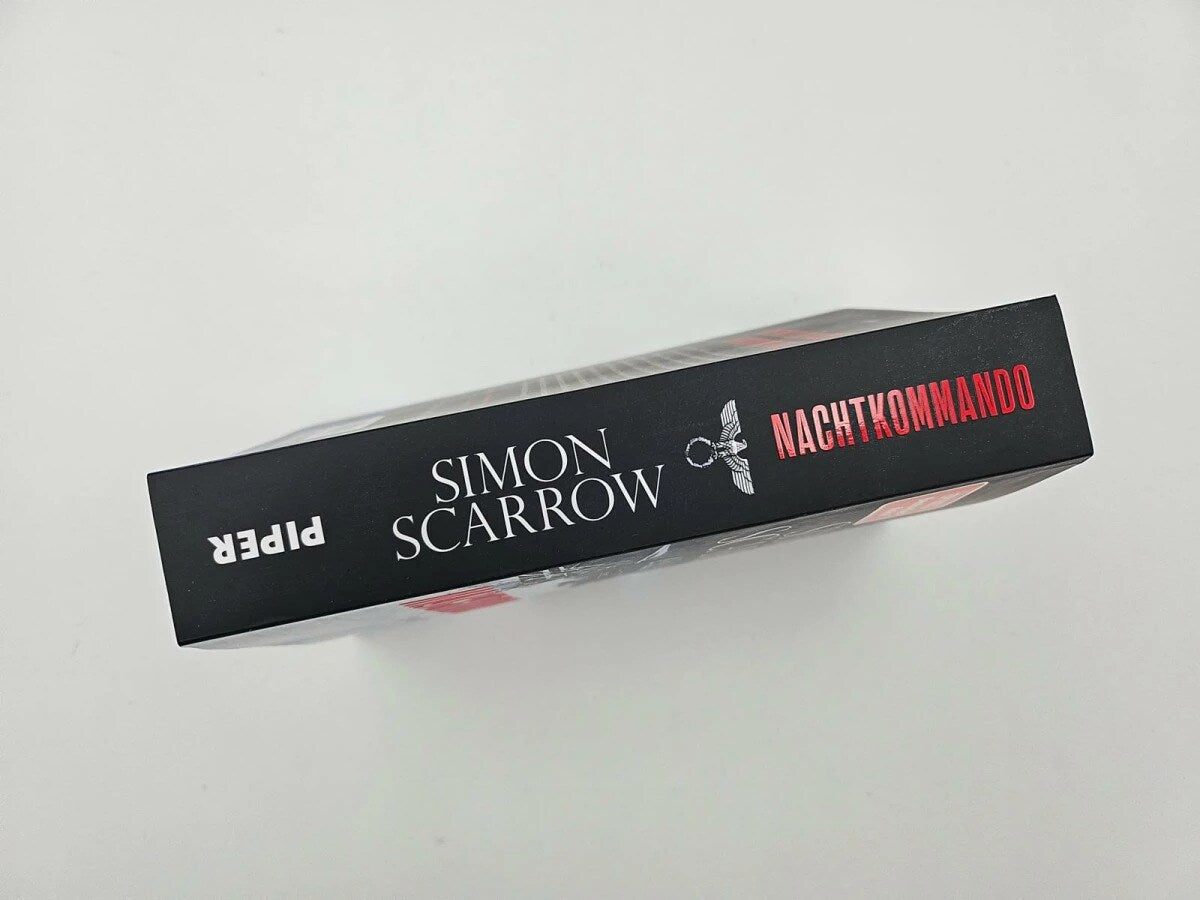 SIMON
SCARROW
NACHTKOMMANDO
PIPER